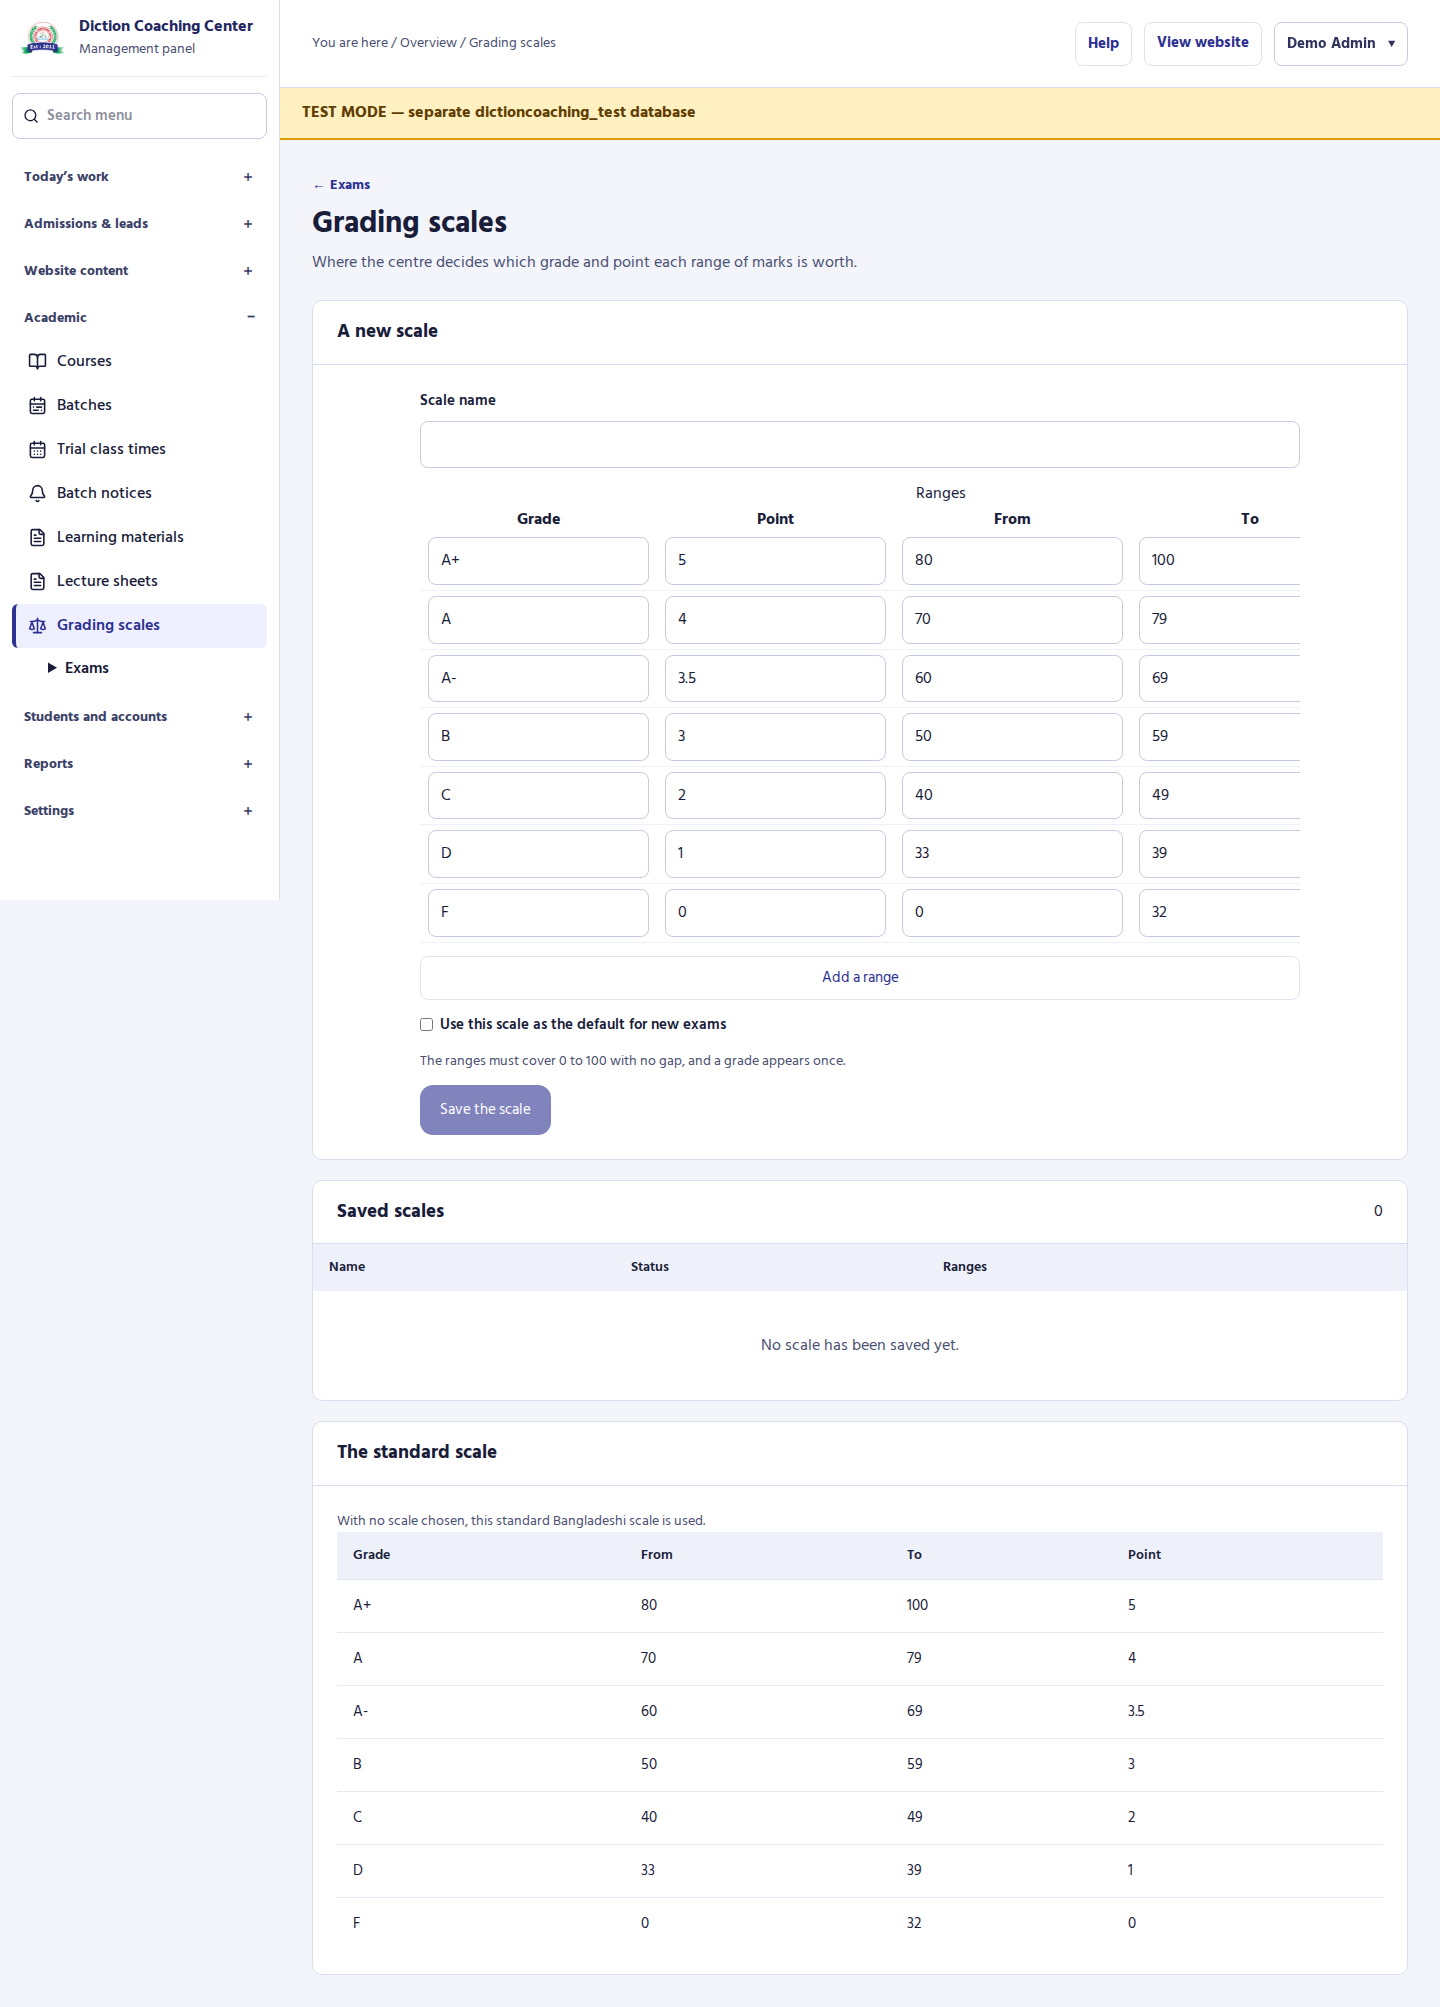 Diction Coaching Center
Management panel
Est : 2011
Search menu
Today’s work +
Admissions & leads +
Website content +
Academic −
Courses
Batches
Trial class times
Batch notices
Learning materials
Lecture sheets
Grading scales
Exams
Students and accounts +
Reports +
Settings +
You are here / Overview / Grading scales
Help
View website
Demo Admin
TEST MODE — separate dictioncoaching_test database
← Exams
Grading scales
Where the centre decides which grade and point each range of marks is worth.
A new scale
Scale name
Ranges
Grade Point From To
A+ 5 80 100
A 4 70 79
A- 3.5 60 69
B 3 50 59
C 2 40 49
D 1 33 39
F 0 0 32
Add a range
Use this scale as the default for new exams
The ranges must cover 0 to 100 with no gap, and a grade appears once.
Save the scale
Saved scales 0
Name Status Ranges
No scale has been saved yet.
The standard scale
With no scale chosen, this standard Bangladeshi scale is used.
Grade From To Point
A+ 80 100 5
A 70 79 4
A- 60 69 3.5
B 50 59 3
C 40 49 2
D 33 39 1
F 0 32 0